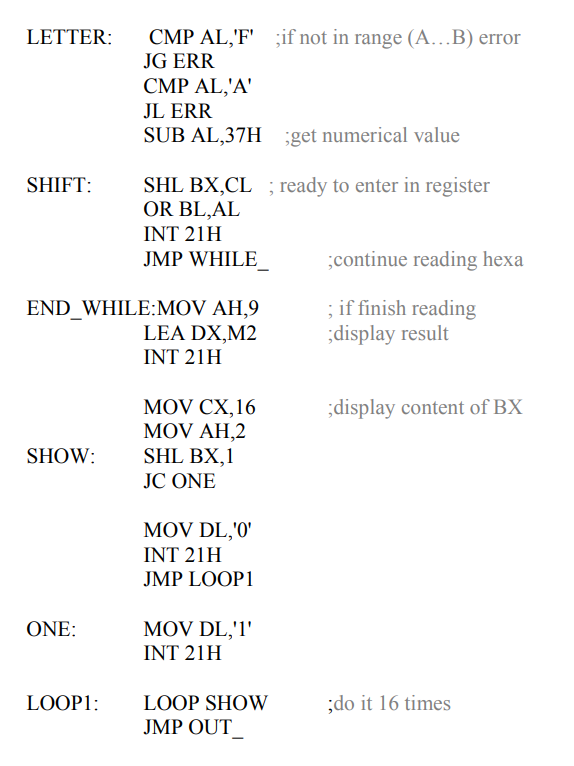 LETTER: CMP AL,'F' ;if not in range (A…B) error
JG ERR
CMP AL,'A'
JL ERR
SUB AL,37H ;get numerical value
SHIFT: SHL BX,CL ; ready to enter in register
OR BL,AL
INT 21H
JMP WHILE_ ;continue reading hexa
END_WHILE:MOV AH,9 ; if finish reading
LEA DX,M2 ;display result
INT 21H
MOV CX,16 ;display content of BX
MOV AH,2
SHOW: SHL BX,1
JC ONE
MOV DL,'0'
INT 21H
JMP LOOP1
ONE: MOV DL,'1'
INT 21H
LOOP1: LOOP SHOW ;do it 16 times
JMP OUT_